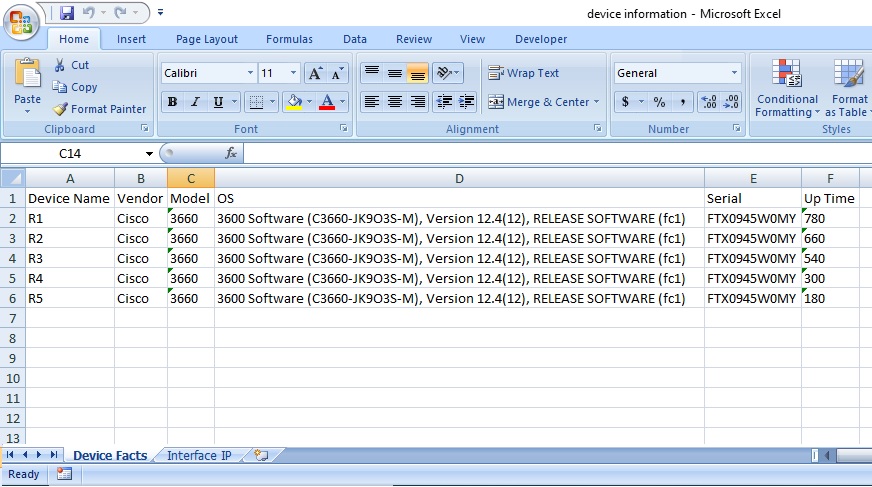 device information - Microsoft Excel
Home Insert Page Layout Formulas Data Review View Developer
Cut
Copy
Format Painter
Paste
Clipboard
Calibri 11 A A
B I U A
Font
Wrap Text
Merge & Center
Alignment
General
$ % , .00 .00
Number
Conditional Formatting
Format as Table
Styles
C14 fx
A B C D E F
1 Device Name Vendor Model OS Serial Up Time
2 R1 Cisco 3660 3600 Software (C3660-JK9O3S-M), Version 12.4(12), RELEASE SOFTWARE (fc1) FTX0945W0MY 780
3 R2 Cisco 3660 3600 Software (C3660-JK9O3S-M), Version 12.4(12), RELEASE SOFTWARE (fc1) FTX0945W0MY 660
4 R3 Cisco 3660 3600 Software (C3660-JK9O3S-M), Version 12.4(12), RELEASE SOFTWARE (fc1) FTX0945W0MY 540
5 R4 Cisco 3660 3600 Software (C3660-JK9O3S-M), Version 12.4(12), RELEASE SOFTWARE (fc1) FTX0945W0MY 300
6 R5 Cisco 3660 3600 Software (C3660-JK9O3S-M), Version 12.4(12), RELEASE SOFTWARE (fc1) FTX0945W0MY 180
7
8
9
10
11
12
13
Device Facts Interface IP
Ready